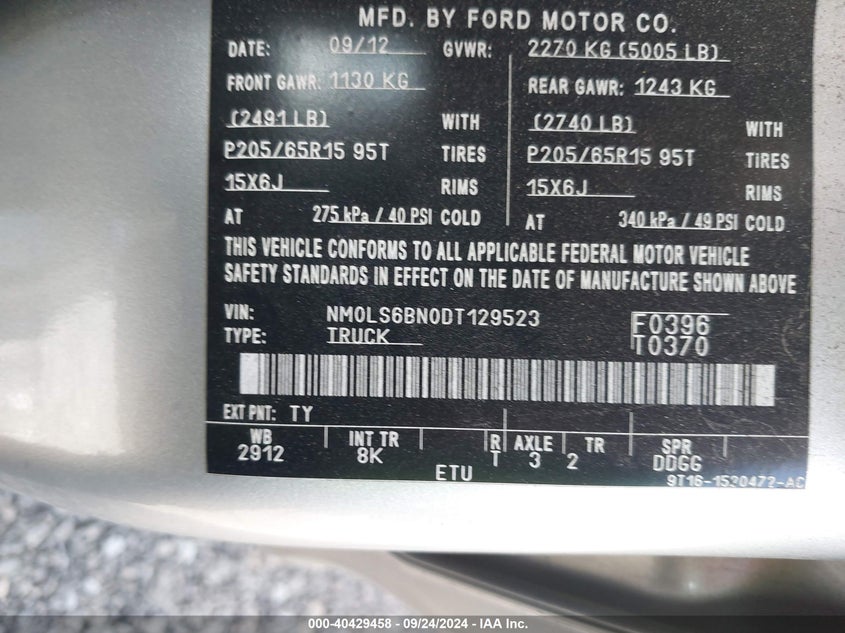 MFD. BY FORD MOTOR CO.
DATE: 09/12 GVWR: 2270 KG (5005 LB)
FRONT GAWR: 1130 KG REAR GAWR: 1243 KG
(2491 LB) WITH (2740 LB) WITH
P205/65R15 95T TIRES P205/65R15 95T TIRES
15X6J RIMS 15X6J RIMS
AT 275 kPa / 40 PSI COLD AT 340 kPa / 49 PSI COLD
THIS VEHICLE CONFORMS TO ALL APPLICABLE FEDERAL MOTOR VEHICLE
SAFETY STANDARDS IN EFFECT ON THE DATE OF MANUFACTURE SHOWN ABOVE
VIN: NM0LS6BN0DT129523 F0396
TYPE: TRUCK T0370
EXT PNT: TY
WB INT TR R AXLE TR SPR
2912 8K T 3 2 DDGG
ETU 9T16-1530472-AC
000-40429458 - 09/24/2024 - IAA Inc.